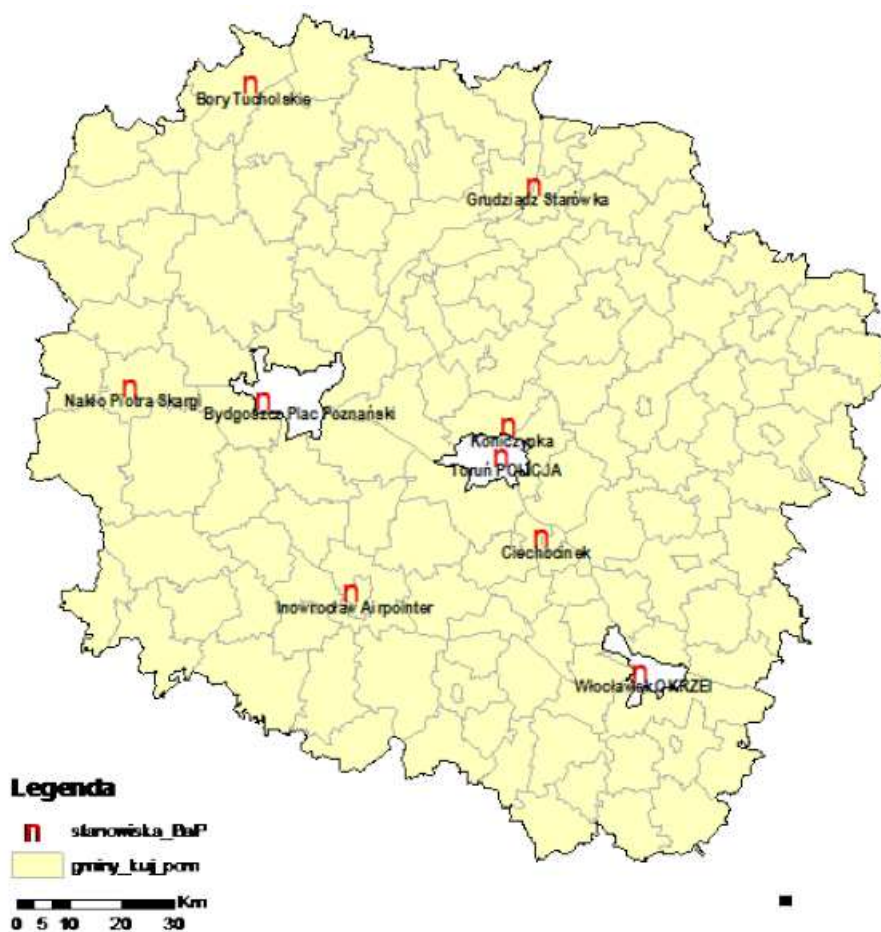 Bory Tucholskie
Grudziądz Starówka
Nakło Piotra Skargi
Bydgoszcz Plac Poznański
Koniczynka
Toruń POLICJA
Ciechocinek
Inowrocław Airpointer
Włocławek OKRZEI
Legenda
n stanowiska_BaP
gminy_kuj_pom
Km
0 5 10 20 30